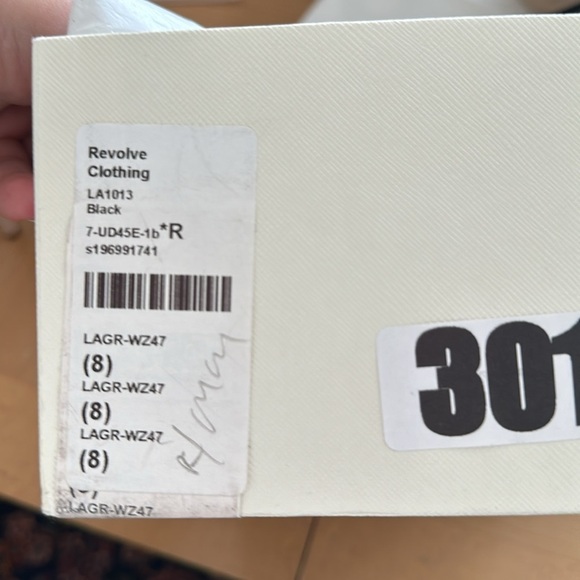 Revolve
Clothing
LA1013
Black
7-UD45E-1b*R
s196991741
LAGR-WZ47
(8)
LAGR-WZ47
(8)
LAGR-WZ47
(8)
LAGR-WZ47
301